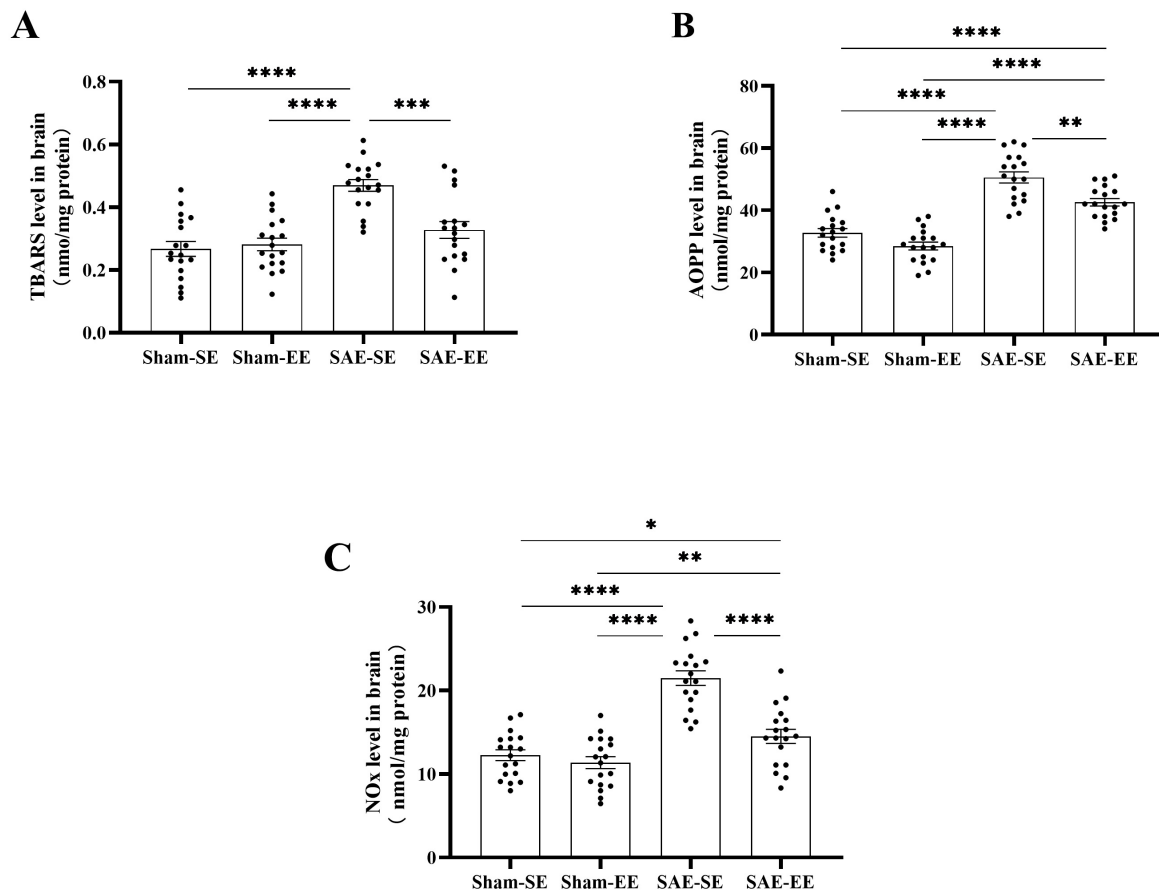 A
TBARS level in brain
（nmo/mg protein）
0.8
0.6
0.4
0.2
0.0
****
****
***
Sham-SE Sham-EE SAE-SE SAE-EE
B
AOPP level in brain
（nmol/mg protein）
80
60
40
20
0
****
****
****
****
**
Sham-SE Sham-EE SAE-SE SAE-EE
C
NOx level in brain
（ nmol/mg protein）
30
20
10
0
*
**
****
****
****
Sham-SE Sham-EE SAE-SE SAE-EE